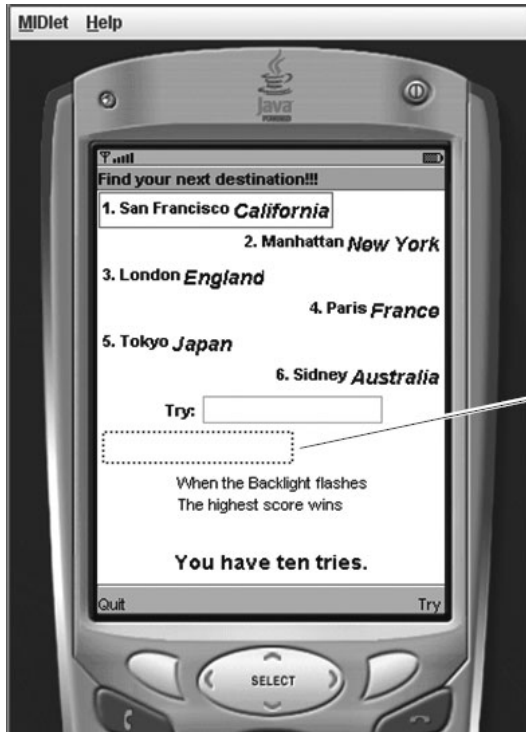 MIDlet Help
Java
POWERED
Find your next destination!!!
1. San Francisco California
2. Manhattan New York
3. London England
4. Paris France
5. Tokyo Japan
6. Sidney Australia
Try:
When the Backlight flashes
The highest score wins
You have ten tries.
Quit Try
SELECT